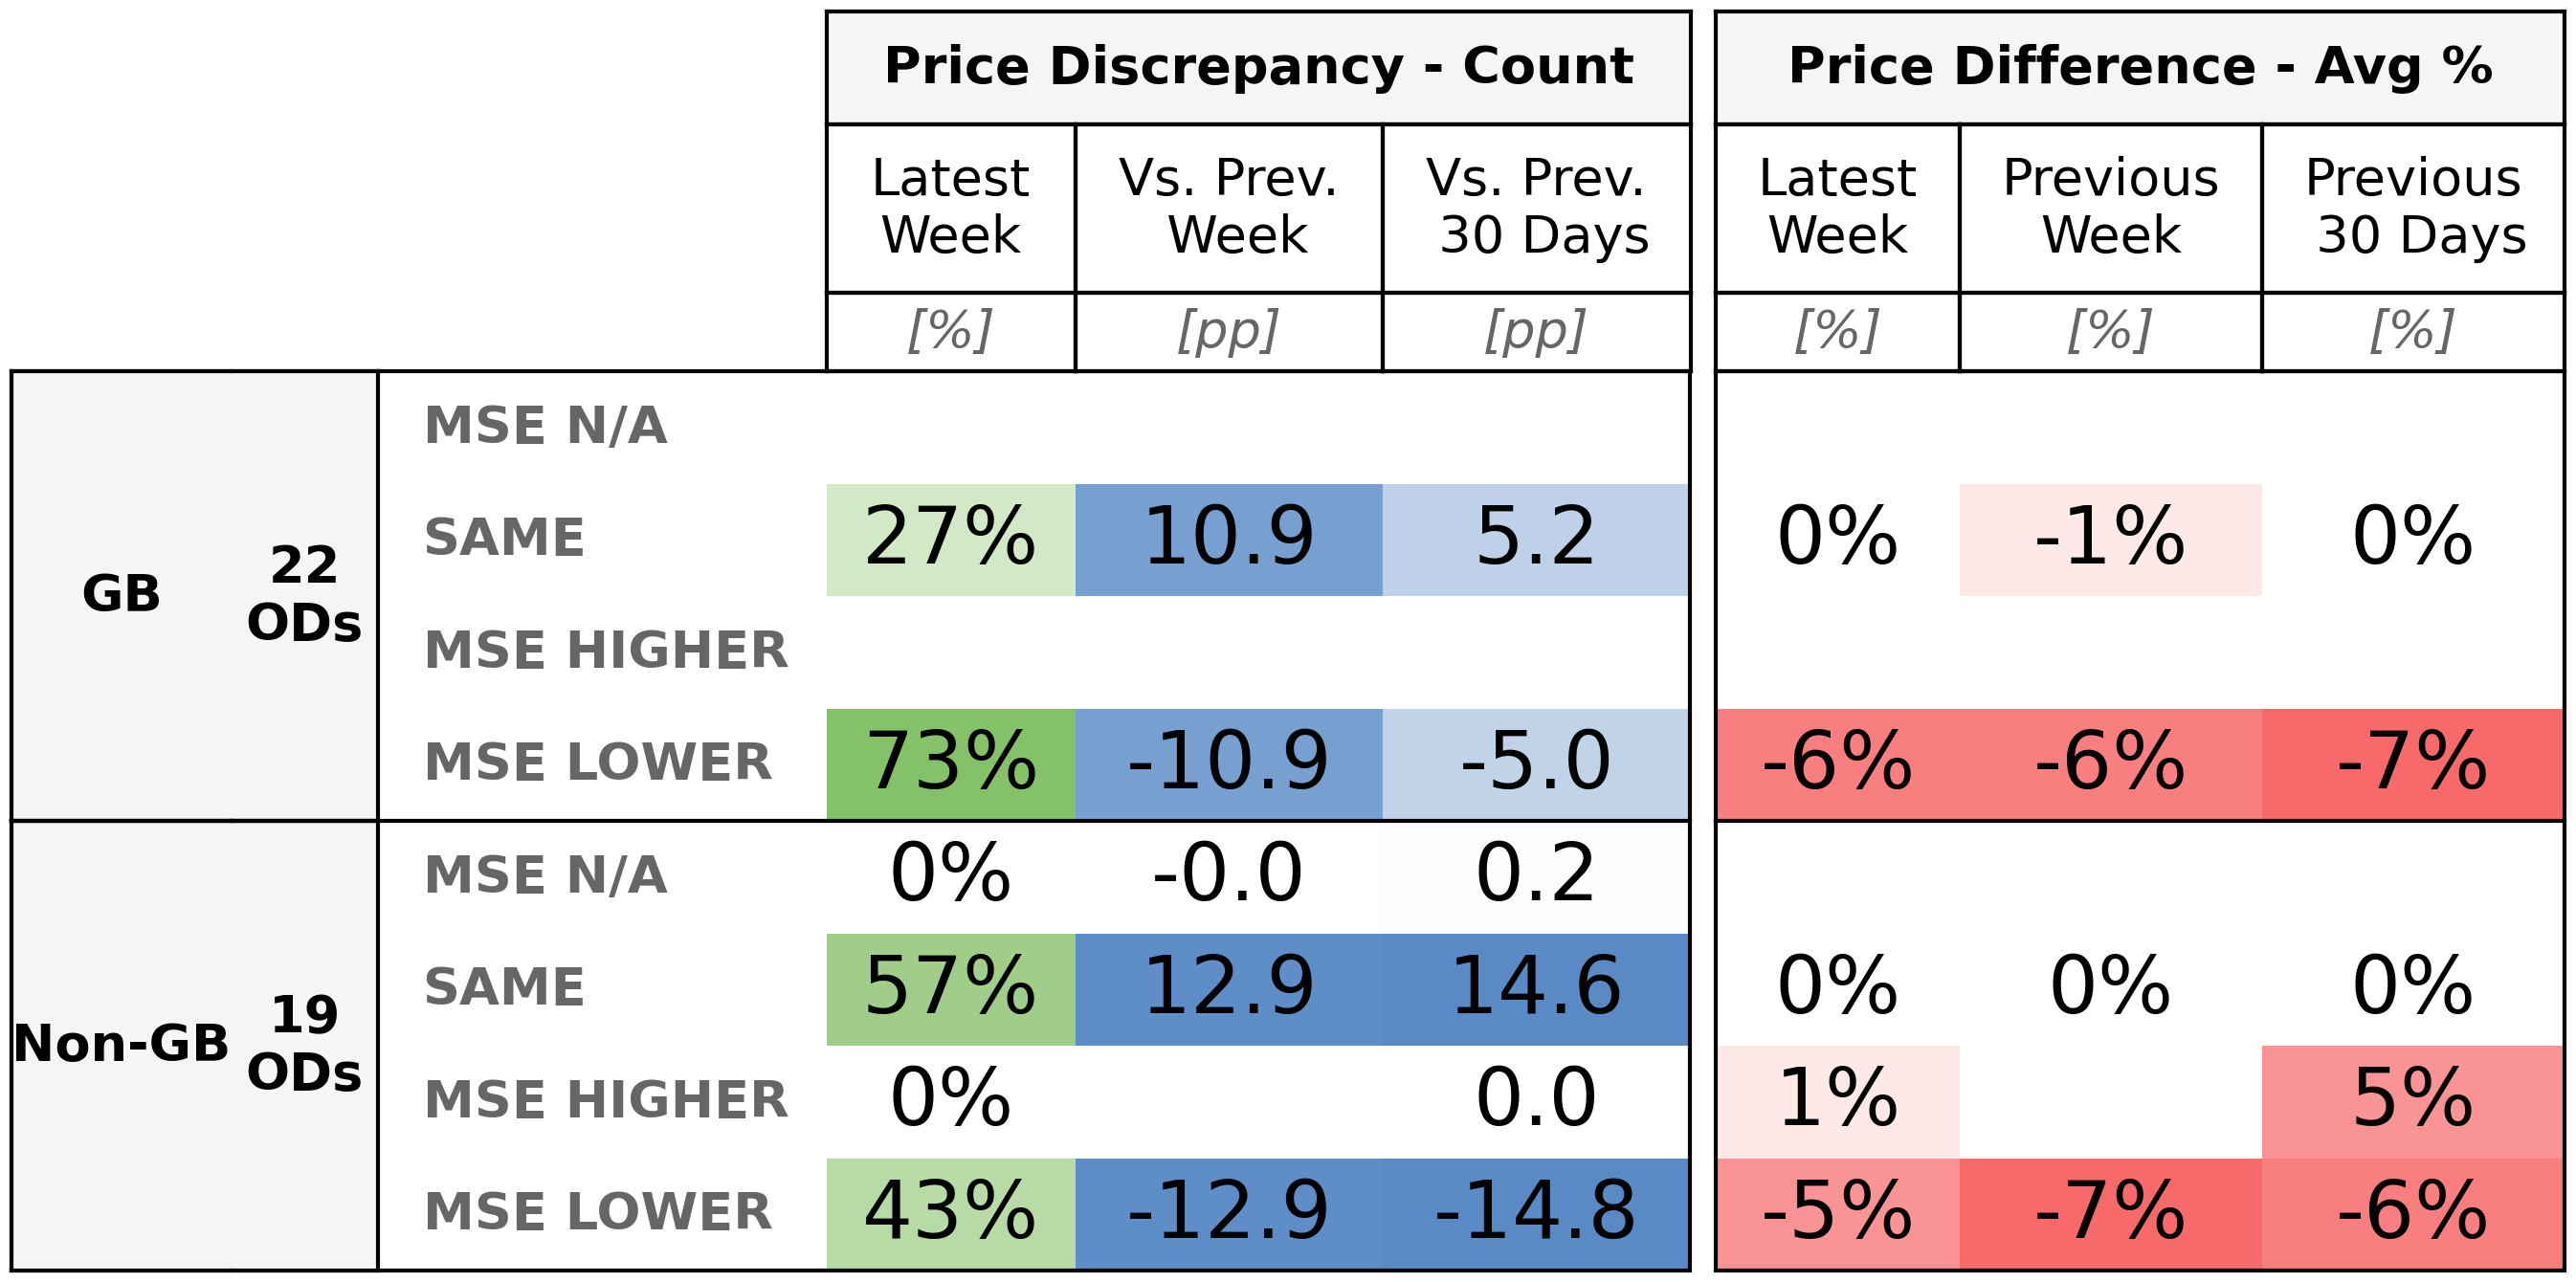 Price Discrepancy - Count Price Difference - Avg %
Latest Week Vs. Prev. Week Vs. Prev. 30 Days Latest Week Previous Week Previous 30 Days
[%] [pp] [pp] [%] [%] [%]
GB 22 ODs
MSE N/A
SAME 27% 10.9 5.2 0% -1% 0%
MSE HIGHER
MSE LOWER 73% -10.9 -5.0 -6% -6% -7%
Non-GB 19 ODs
MSE N/A 0% -0.0 0.2
SAME 57% 12.9 14.6 0% 0% 0%
MSE HIGHER 0% 0.0 1% 5%
MSE LOWER 43% -12.9 -14.8 -5% -7% -6%